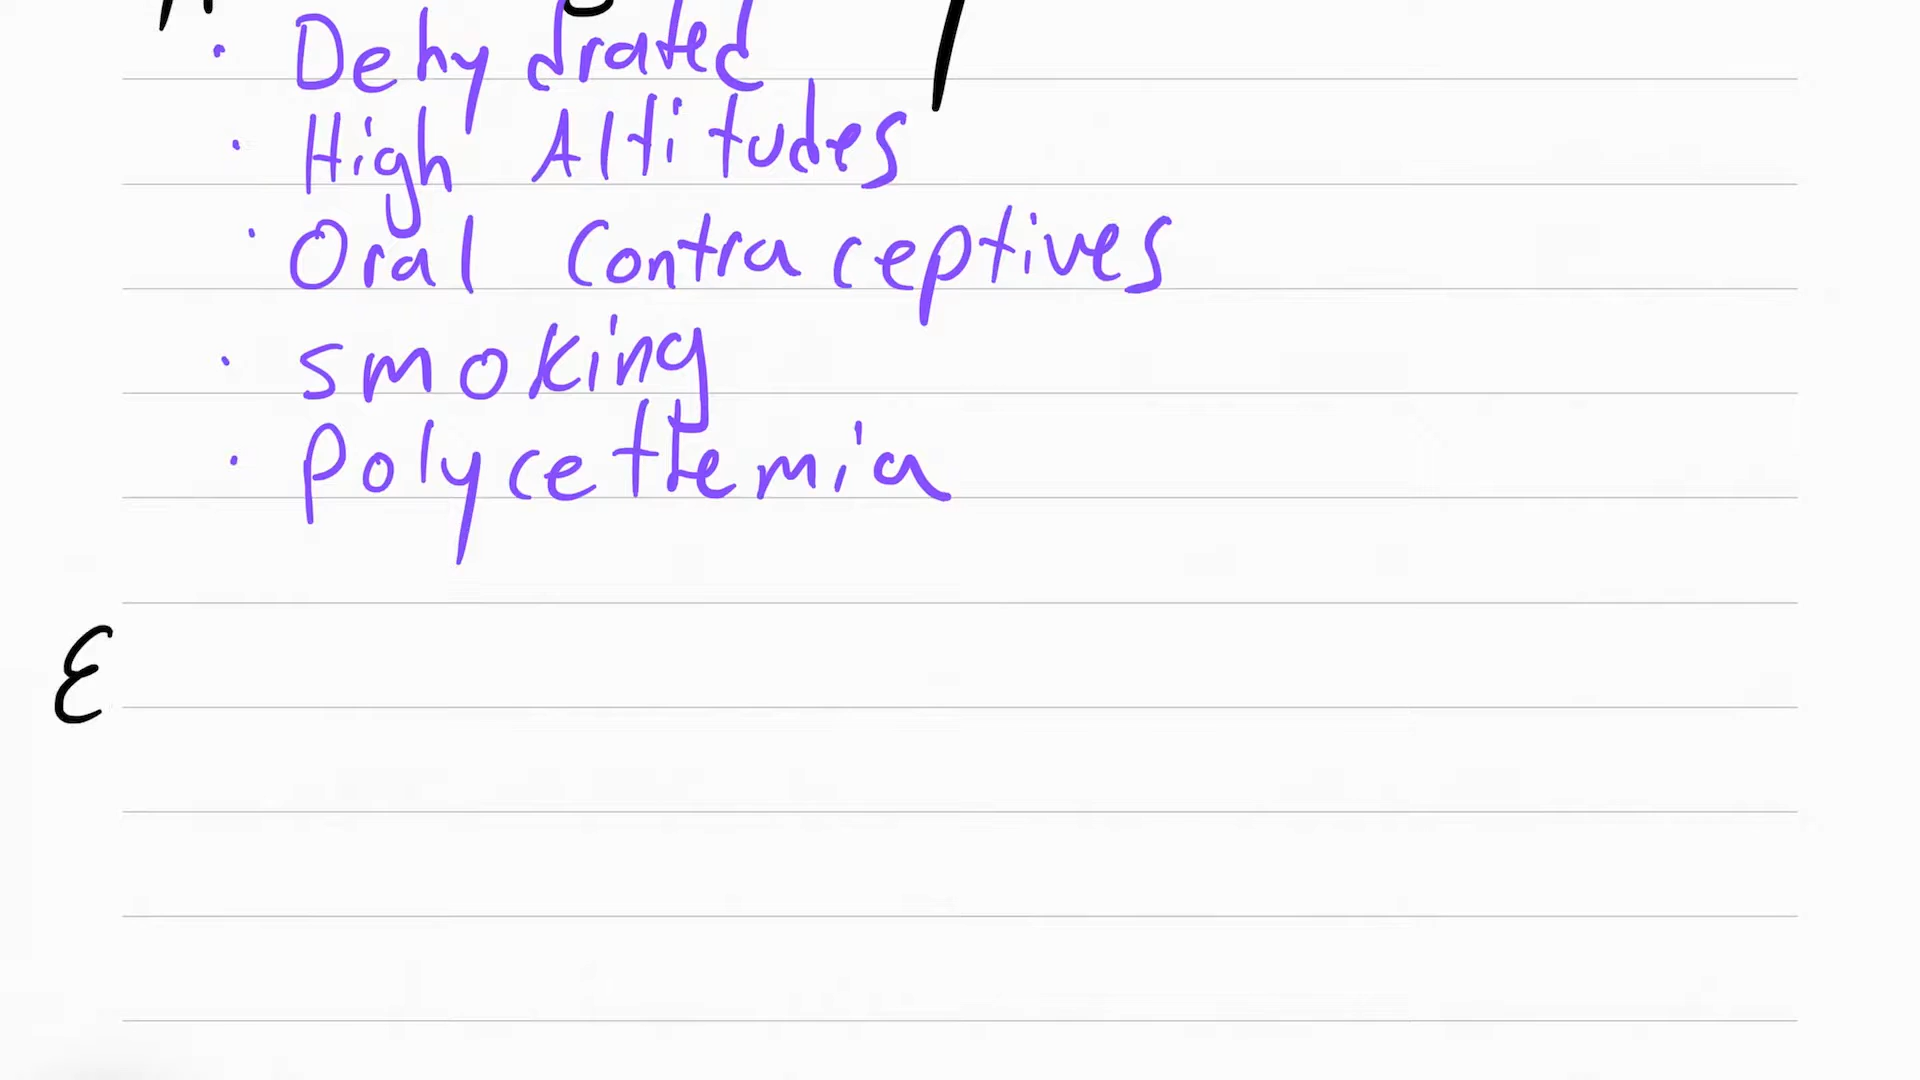 · Dehydrated
· High Altitudes
· Oral Contraceptives
· smoking
· Polycethemia
E